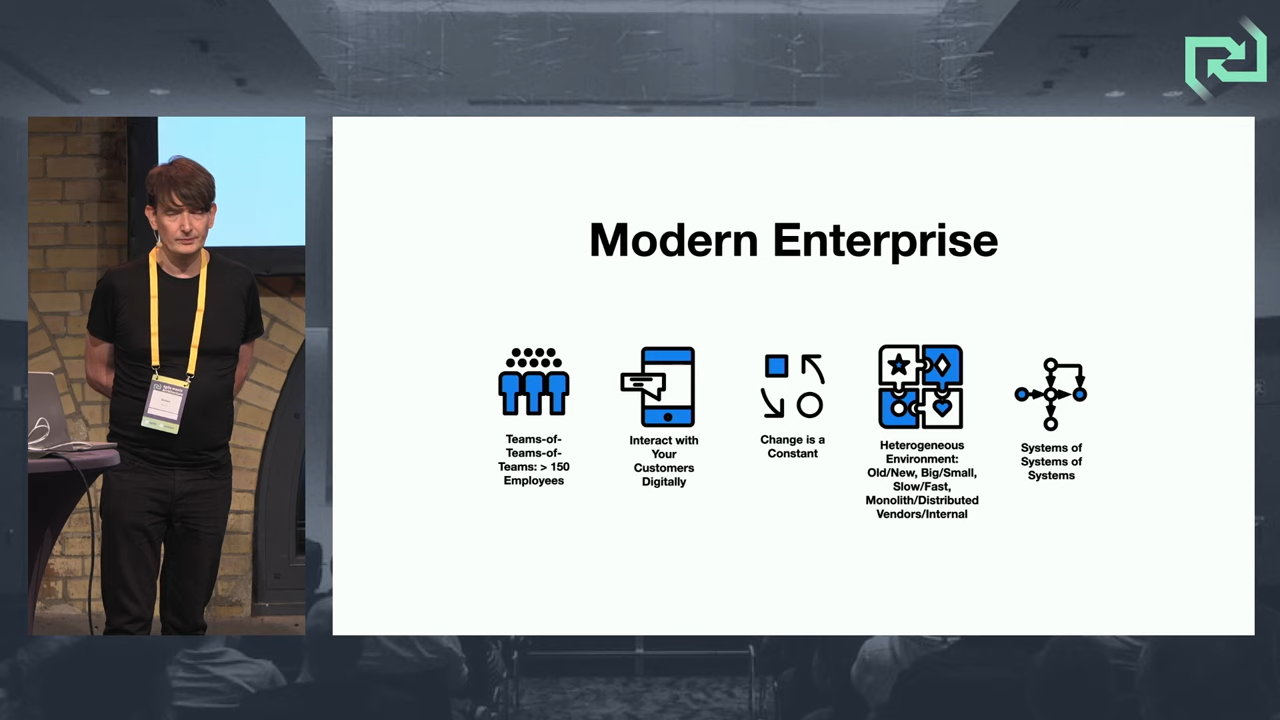 Modern Enterprise
Teams-of-
Teams-of-
Teams: > 150
Employees
Interact with
Your
Customers
Digitally
Change is a
Constant
Heterogeneous
Environment:
Old/New, Big/Small,
Slow/Fast,
Monolith/Distributed
Vendors/Internal
Systems of
Systems of
Systems